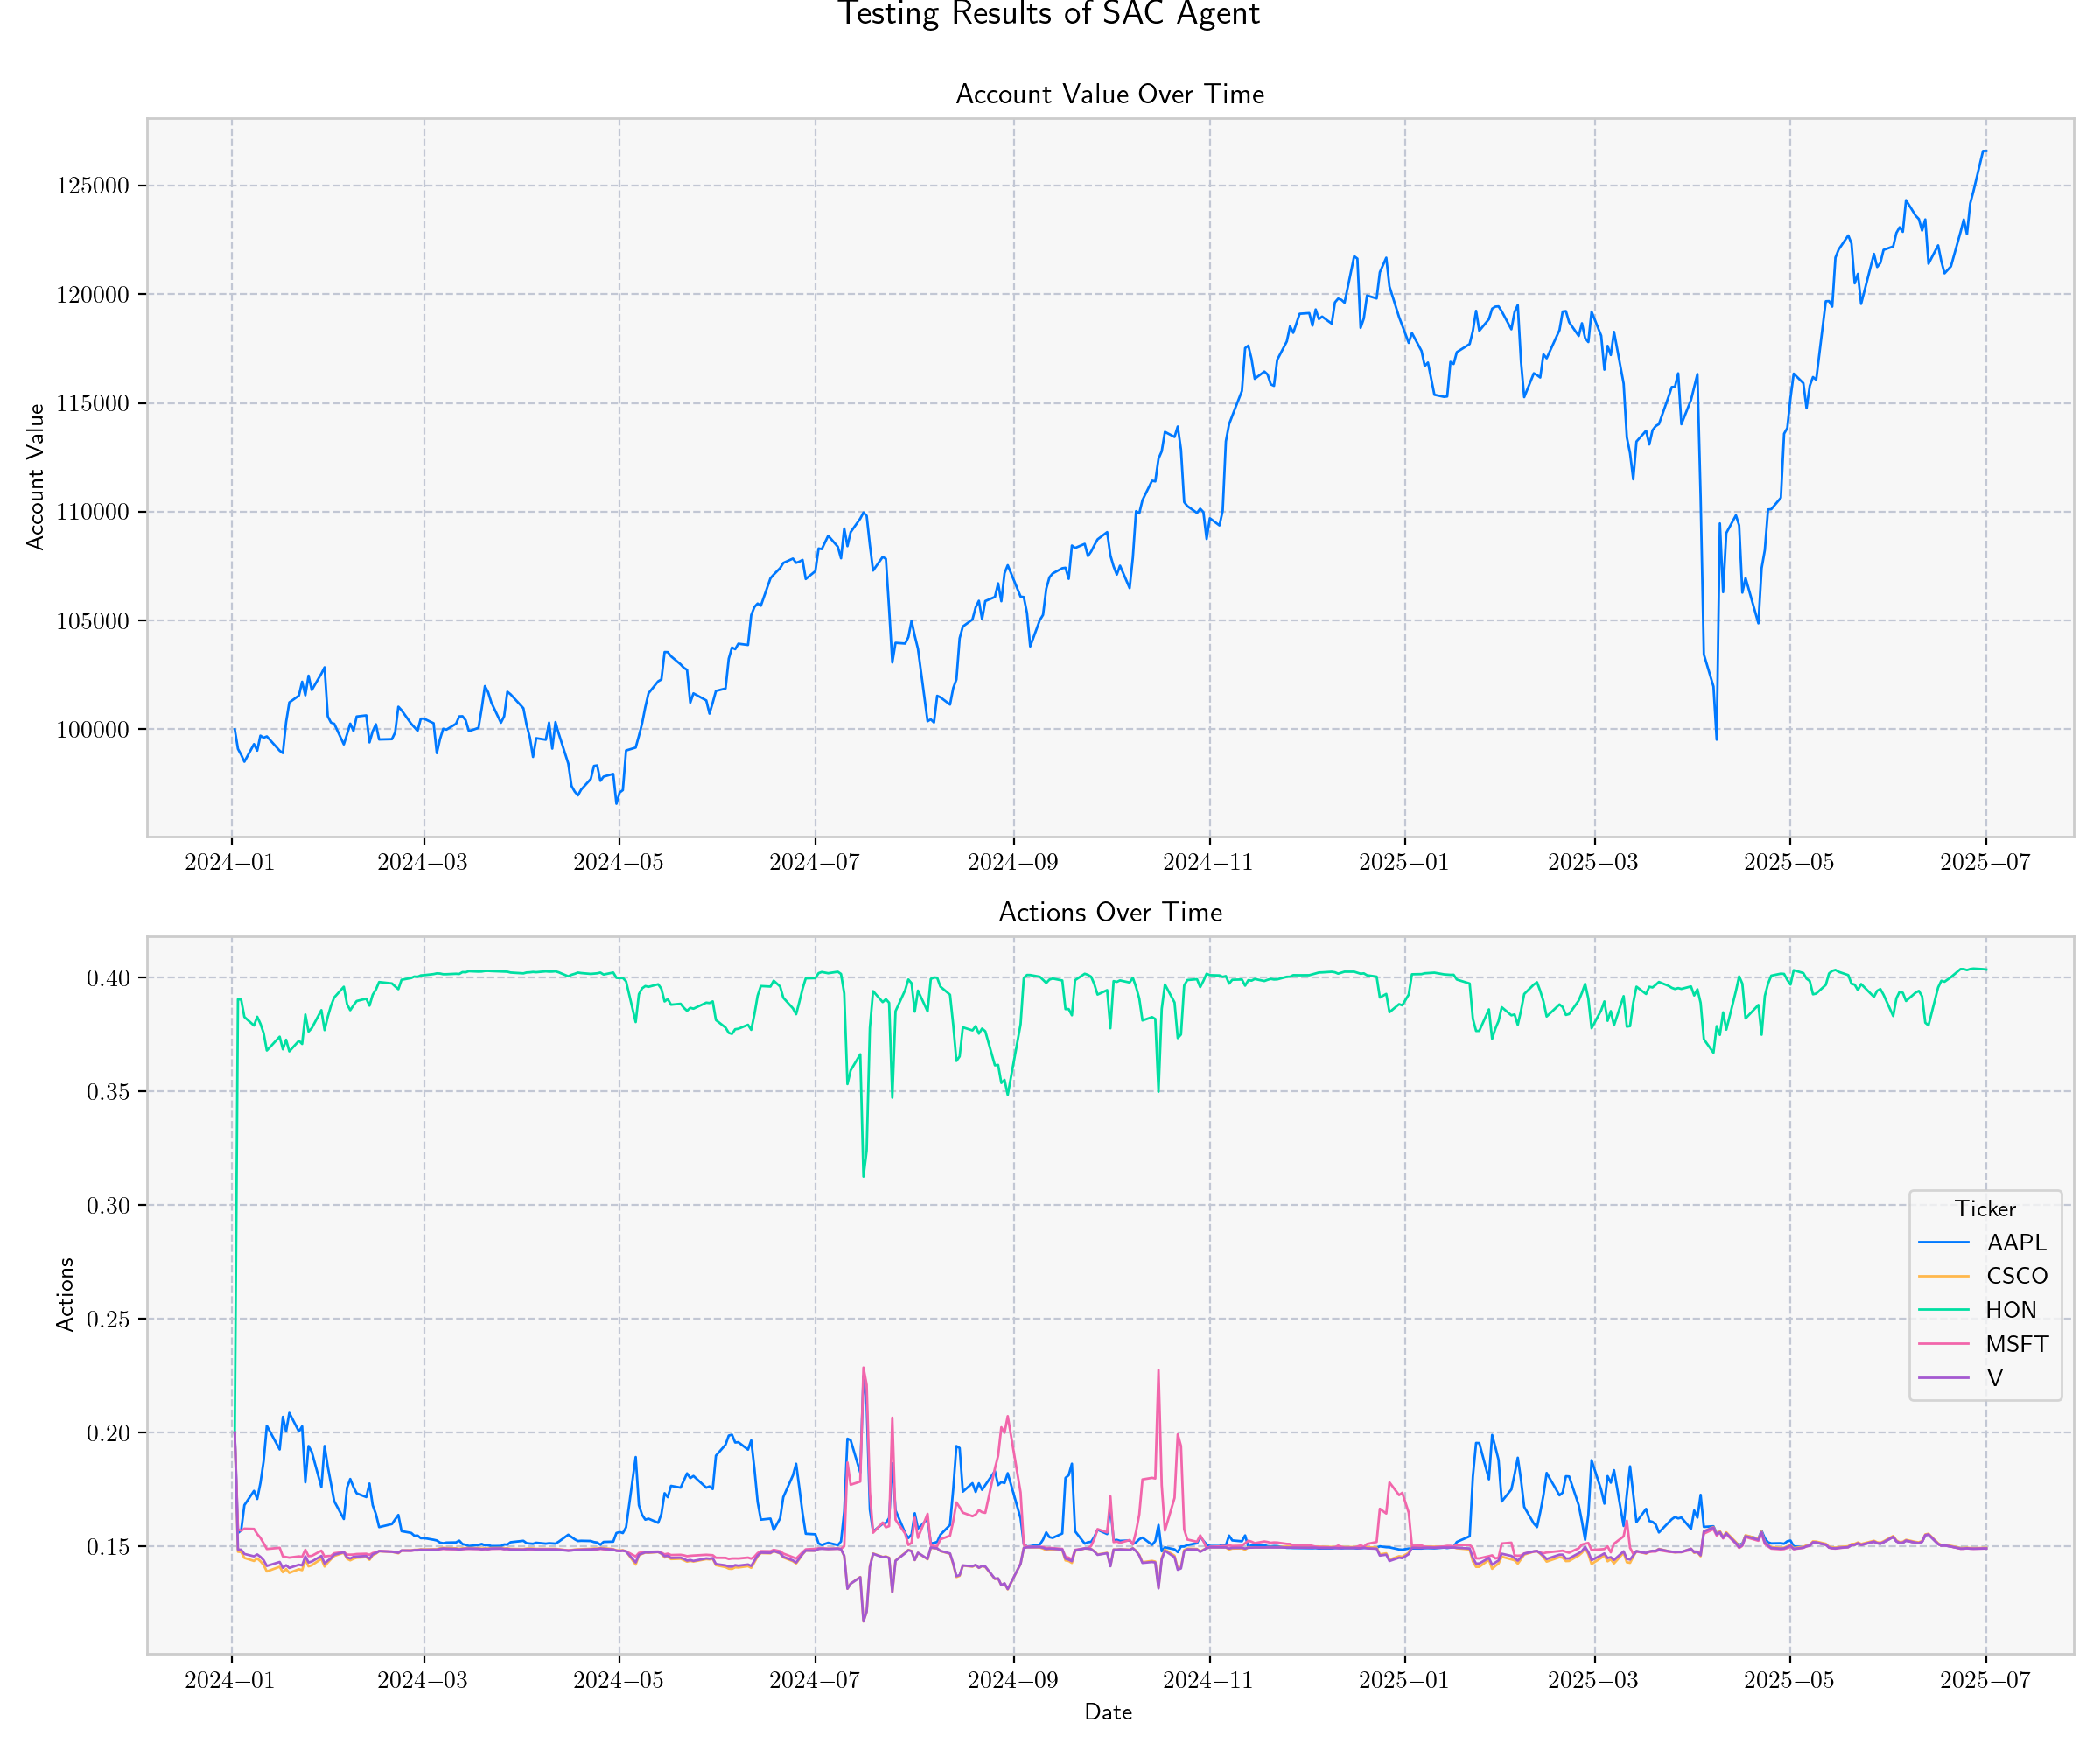 Testing Results of SAC Agent
Account Value Over Time
Account Value
125000
120000
115000
110000
105000
100000
2024–01 2024–03 2024–05 2024–07 2024–09 2024–11 2025–01 2025–03 2025–05 2025–07
Actions Over Time
Actions
0.40
0.35
0.30
0.25
0.20
0.15
Ticker
AAPL
CSCO
HON
MSFT
V
2024–01 2024–03 2024–05 2024–07 2024–09 2024–11 2025–01 2025–03 2025–05 2025–07
Date